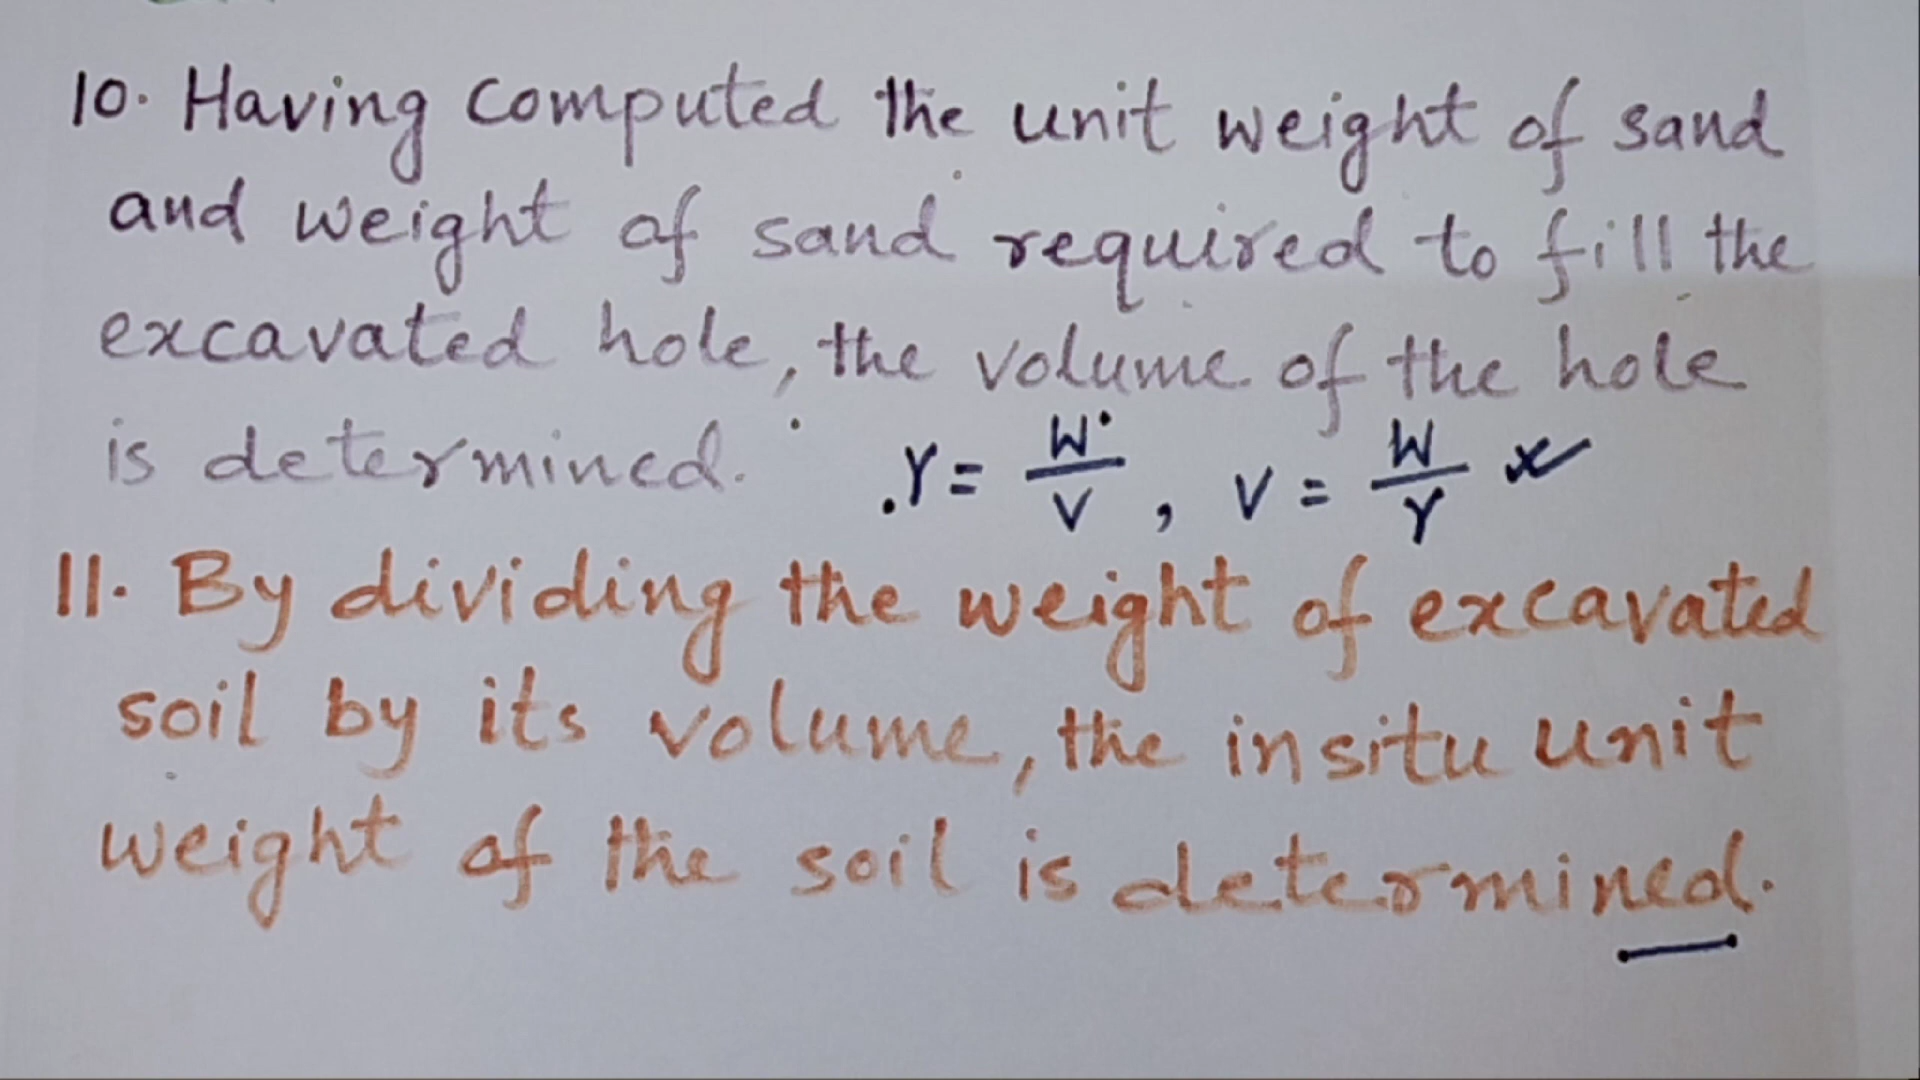 10. Having computed the unit weight of sand
and weight of sand required to fill the
excavated hole, the volume of the hole
is determined. γ = W/V, V = W/γ
11. By dividing the weight of excavated
soil by its volume, the insitu unit
weight of the soil is determined.